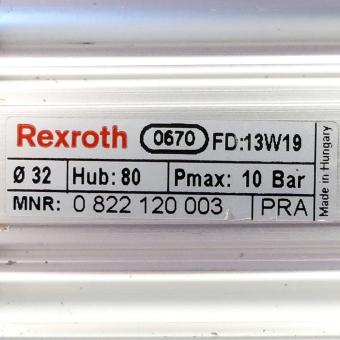 Rexroth 0670 FD:13W19
Ø 32 Hub: 80 Pmax: 10 Bar
MNR: 0 822 120 003 PRA
Made in Hungary